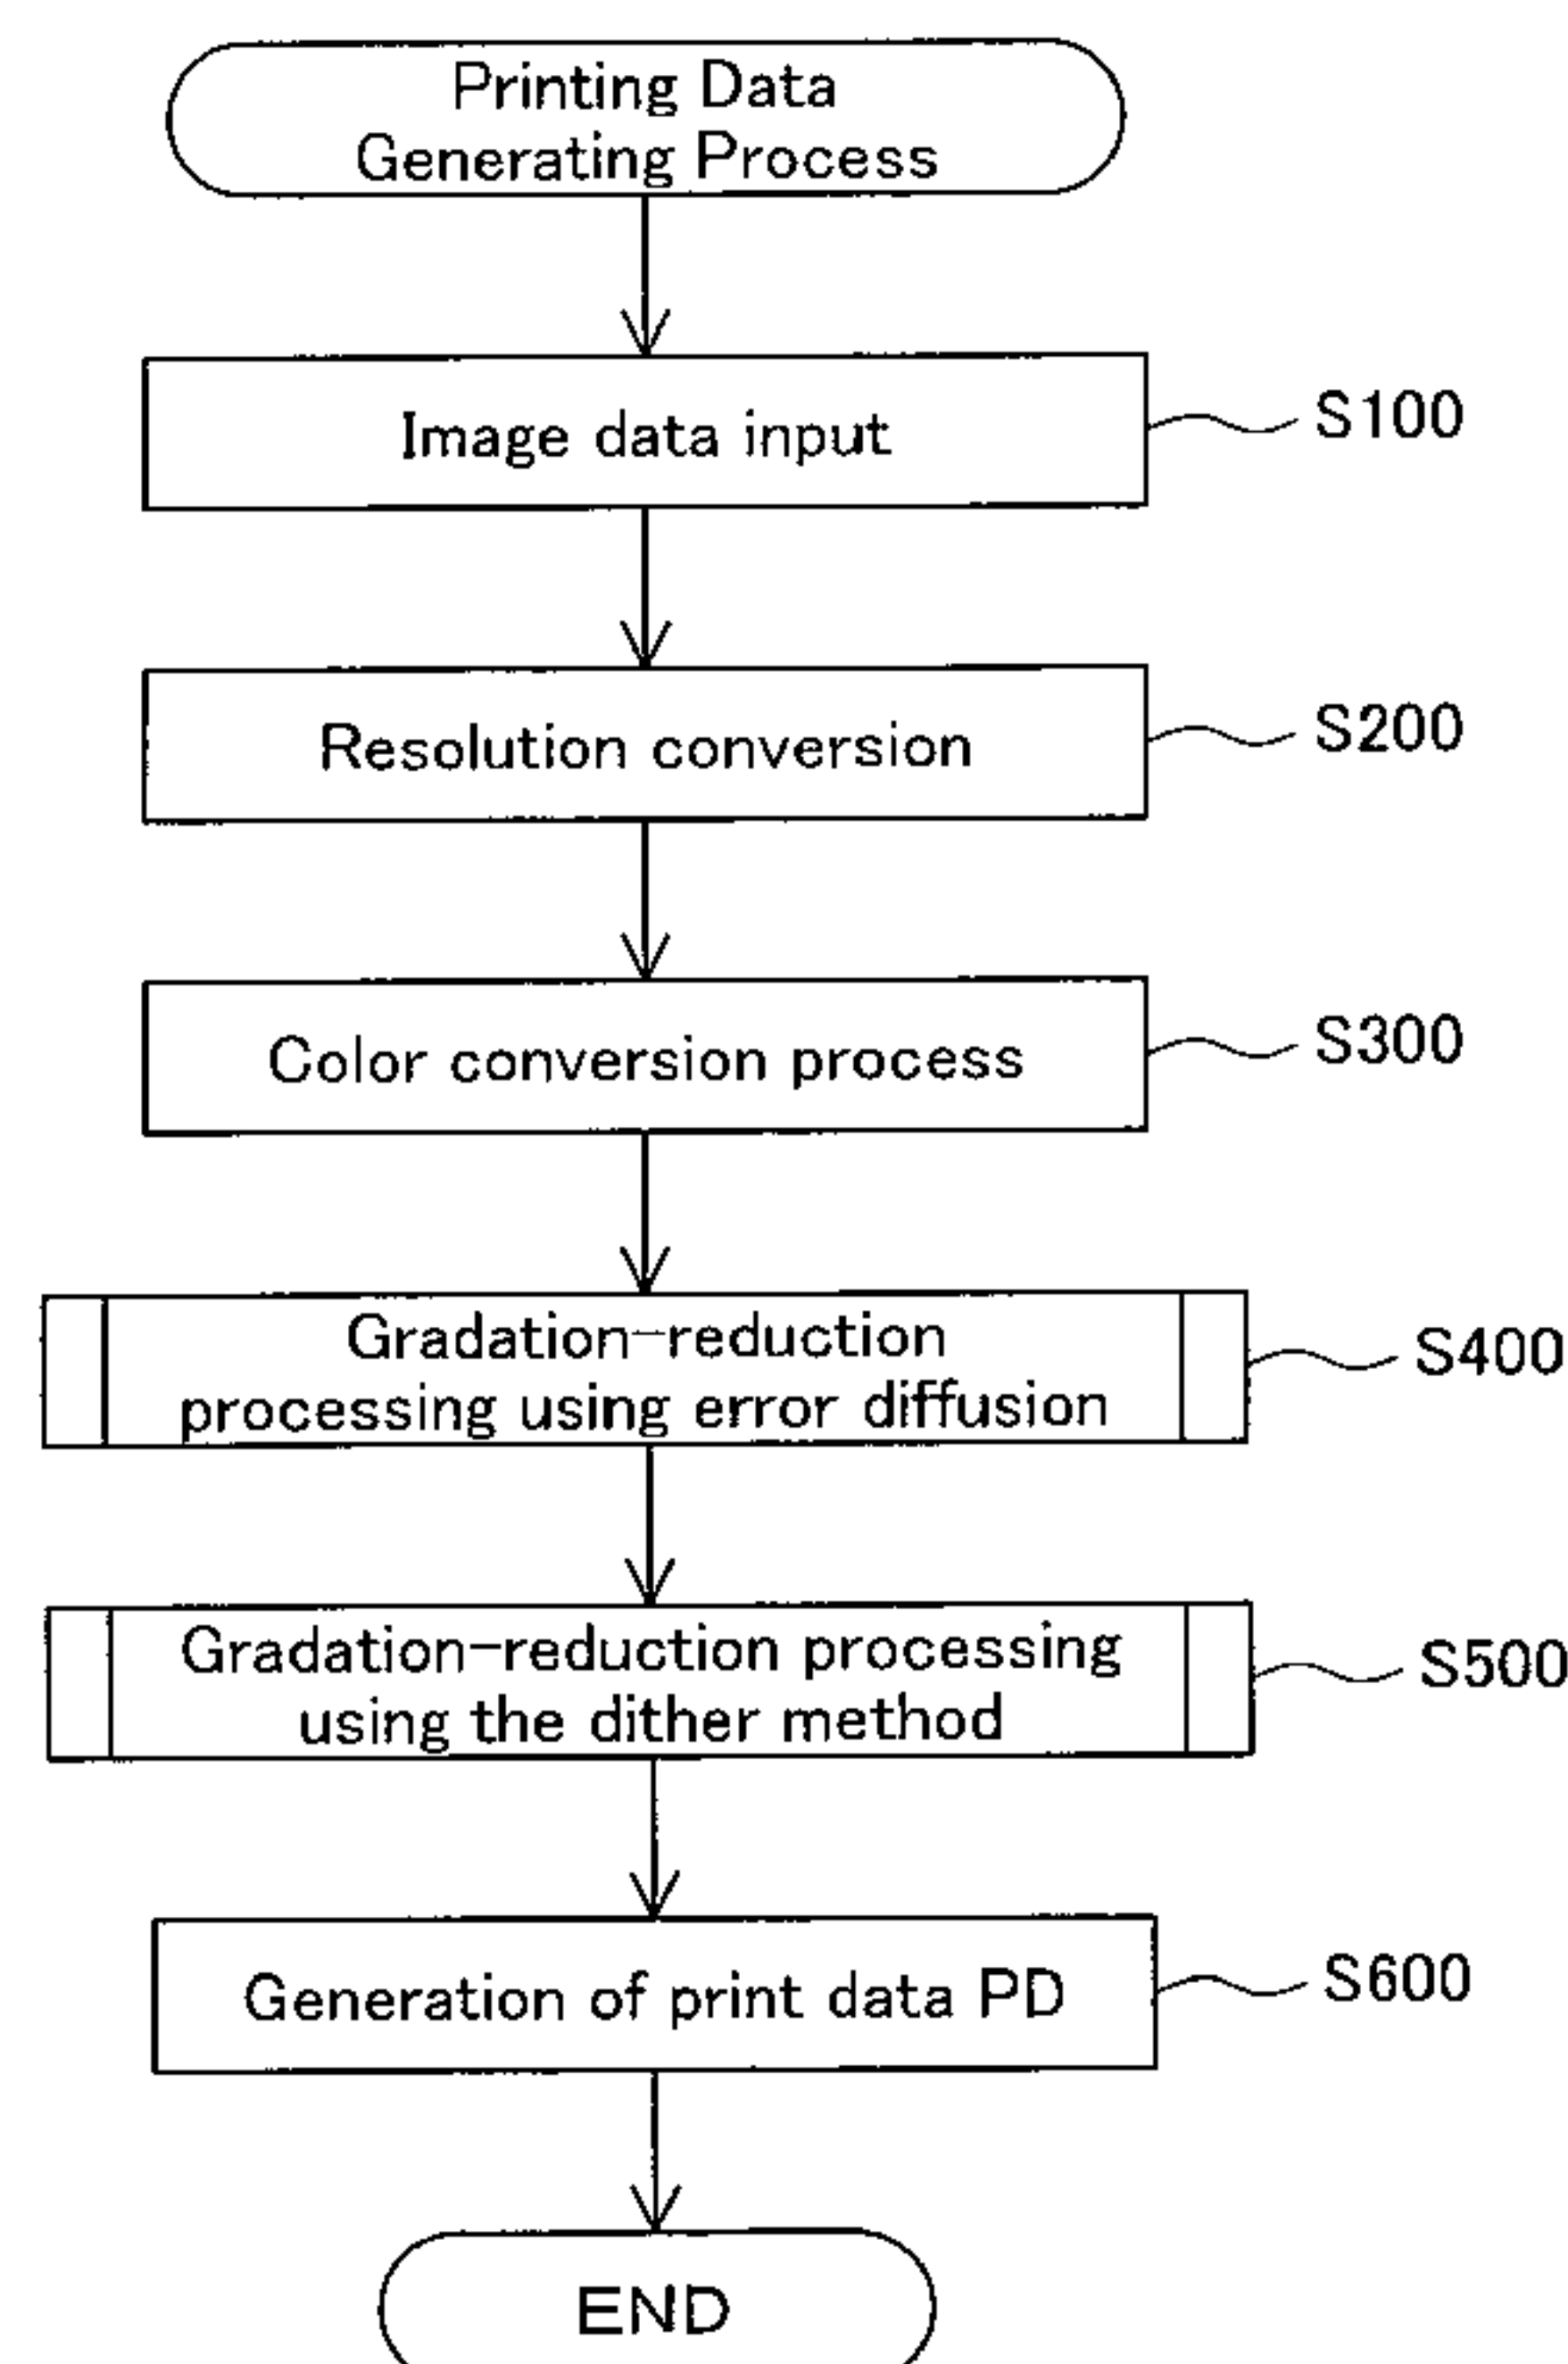 Printing Data
Generating Process
Image data input
S100
Resolution conversion
S200
Color conversion process
S300
Gradation-reduction
processing using error diffusion
S400
Gradation-reduction processing
using the dither method
S500
Generation of print data PD
S600
END